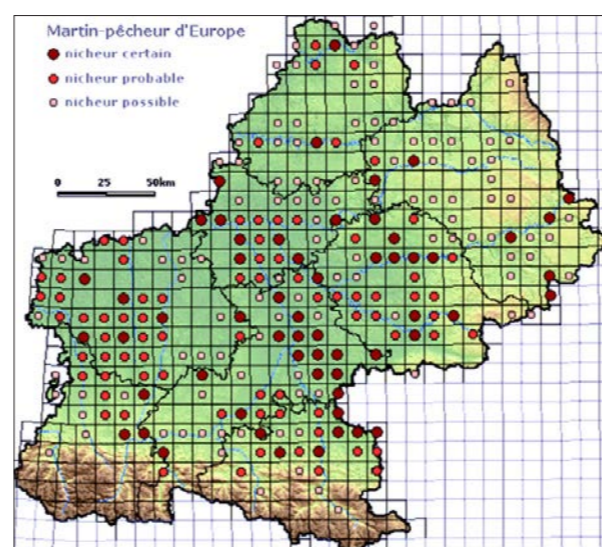 Martin-pêcheur d'Europe
nicheur certain
nicheur probable
nicheur possible
0 25 50km